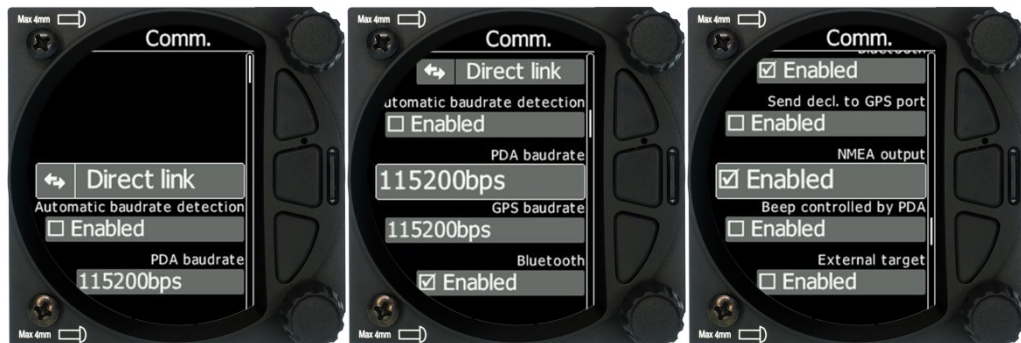 Max 4mm
Comm.
Direct link
Automatic baudrate detection
Enabled
PDA baudrate
115200bps
Max 4mm
Max 4mm
Comm.
Direct link
utomatic baudrate detection
Enabled
PDA baudrate
115200bps
GPS baudrate
115200bps
Bluetooth
Enabled
Max 4mm
Max 4mm
Comm.
Bluetooth
Enabled
Send decl. to GPS port
Enabled
NMEA output
Enabled
Beep controlled by PDA
Enabled
External target
Enabled
Max 4mm